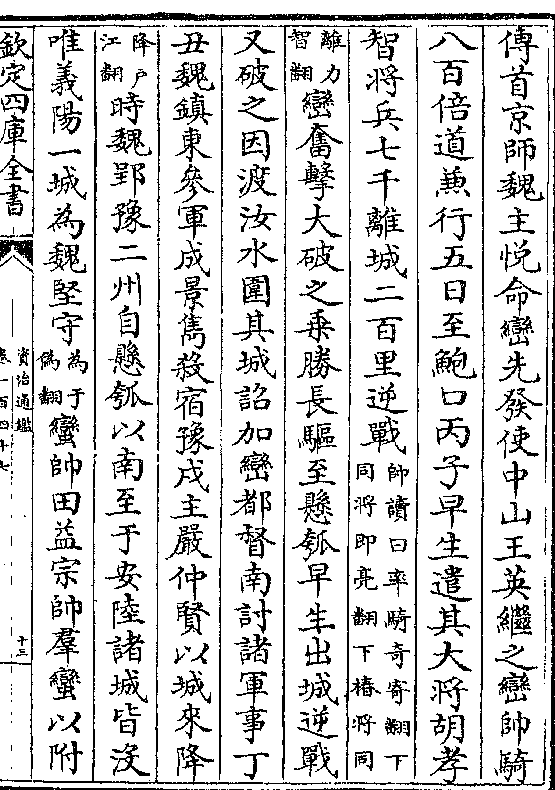 傳首京師魏主悅命巒先發使中山王英繼之巒帥騎
八百倍道兼行五日至鮑口丙子早生遣其大將胡孝
智將兵七千離城二百里逆戰帥讀曰率騎奇寄翻下同將即亮翻下椿將同
離力智翻巒奮擊大破之乗勝長驅至懸瓠早生出城逆戰
又破之因渡汝水圍其城詔加巒都督南討諸軍事丁
丑魏鎮東參軍成景雋殺宿豫戍主嚴仲賢以城來降
降户江翻時魏郢豫二州自懸瓠以南至于安陸諸城皆沒
唯義陽一城為魏堅守為于偽翻蠻帥田益宗帥羣蠻以附
欽定四庫全書
資治通鑑
卷一百四十七
十三